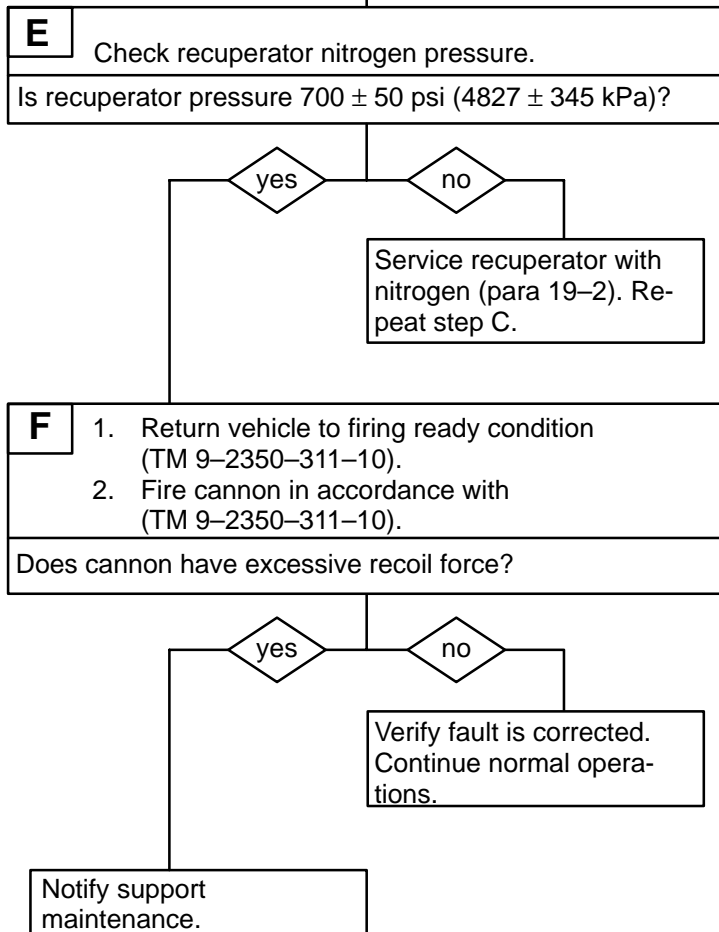 E
Check recuperator nitrogen pressure.
Is recuperator pressure 700 ± 50 psi (4827 ± 345 kPa)?
yes
no
Service recuperator with
nitrogen (para 19–2). Re-
peat step C.
F
1. Return vehicle to firing ready condition
(TM 9–2350–311–10).
2. Fire cannon in accordance with
(TM 9–2350–311–10).
Does cannon have excessive recoil force?
yes
no
Verify fault is corrected.
Continue normal opera-
tions.
Notify support
maintenance.